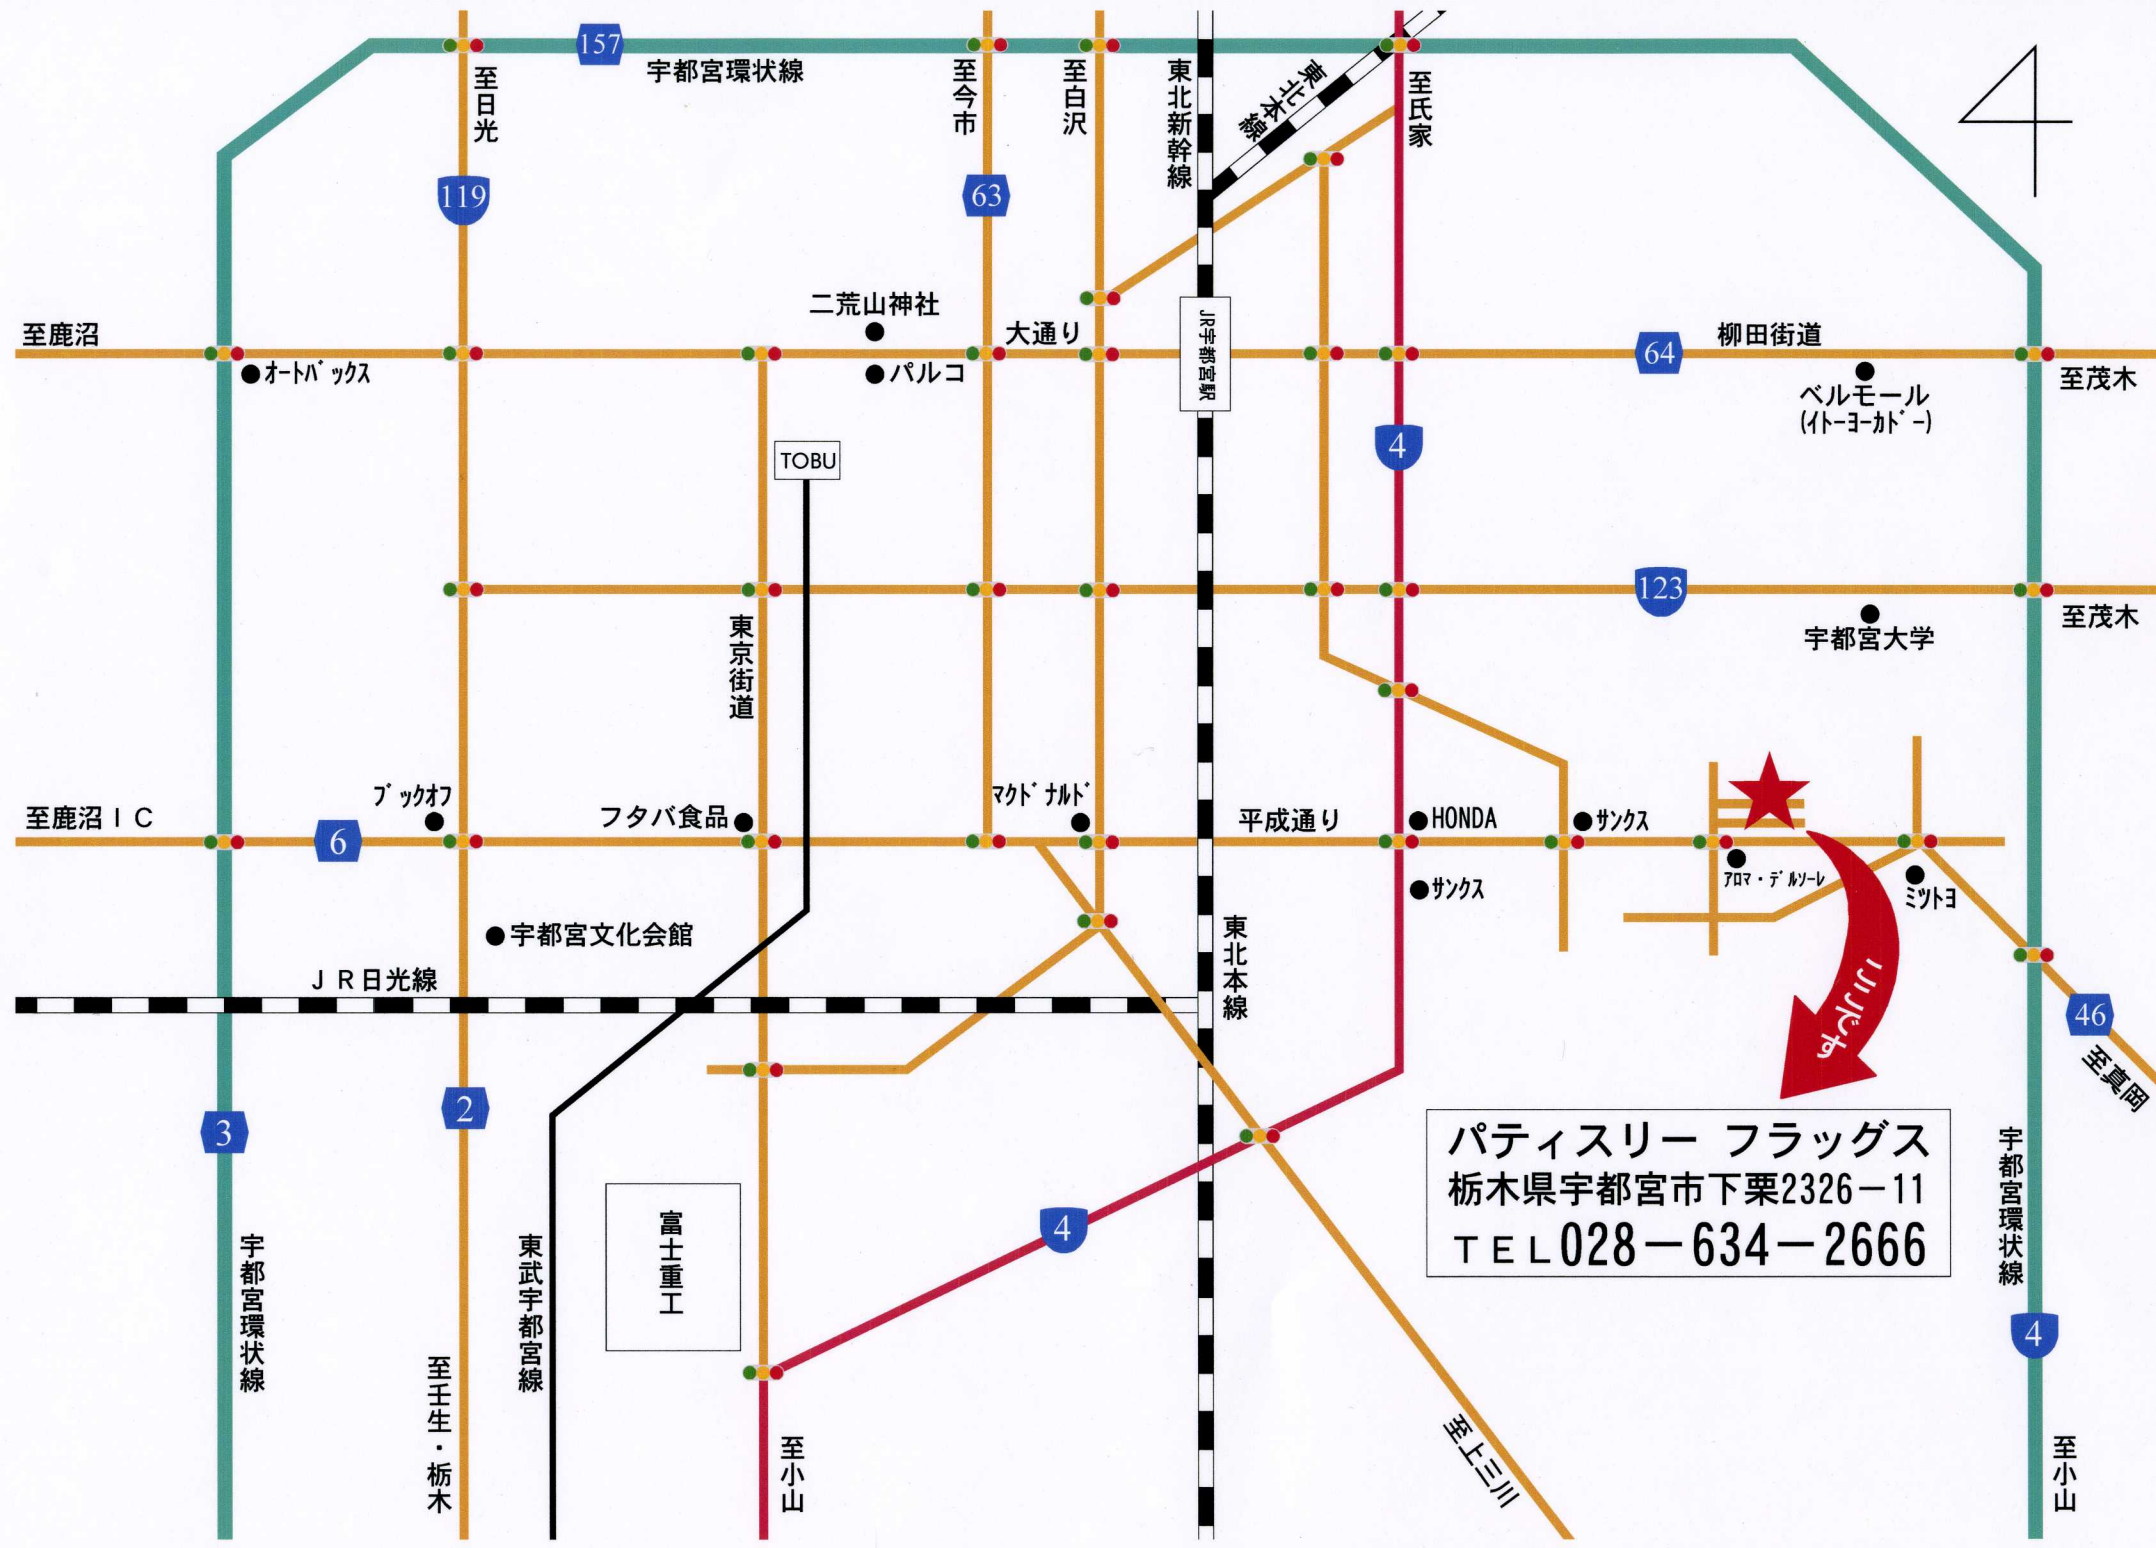 157
宇都宮環状線
至日光
至今市
至白沢
東北新幹線
東北本線
至氏家
119
63
至鹿沼
オートバックス
二荒山神社
パルコ
大通り
JR宇都宮駅
64
柳田街道
ベルモール
(イトーヨーカドー)
至茂木
4
TOBU
123
至茂木
宇都宮大学
東京街道
至鹿沼IC
6
ブックオフ
フタバ食品
マクドナルド
平成通り
HONDA
サンクス
サンクス
アロマ・デルソーレ
ミツトヨ
宇都宮文化会館
JR日光線
東北本線
ココです
46
至真岡
3
2
宇都宮環状線
至壬生・栃木
東武宇都宮線
富士重工
至小山
4
至上三川
パティスリー フラッグス
栃木県宇都宮市下栗2326-11
TEL028-634-2666
宇都宮環状線
4
至小山